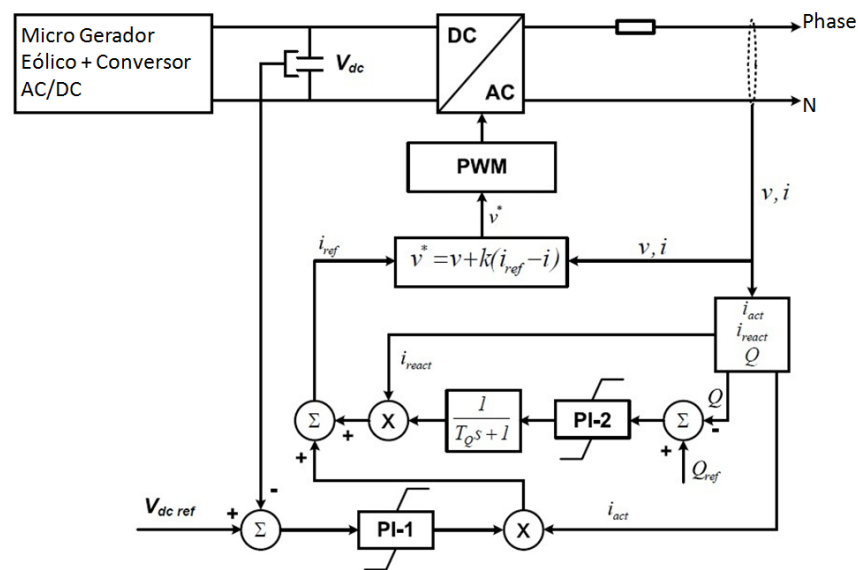 Micro Gerador
Eólico + Conversor
AC/DC
V_dc
DC
AC
Phase
N
PWM
v, i
v*
i_ref
v* = v+k(i_ref − i)
v, i
i_act
i_react
Q
i_react
Q
Σ
+
X
1
T_Q s + 1
PI-2
Σ
-
+
+
Q_ref
-
V_dc ref
+
Σ
PI-1
X
i_act